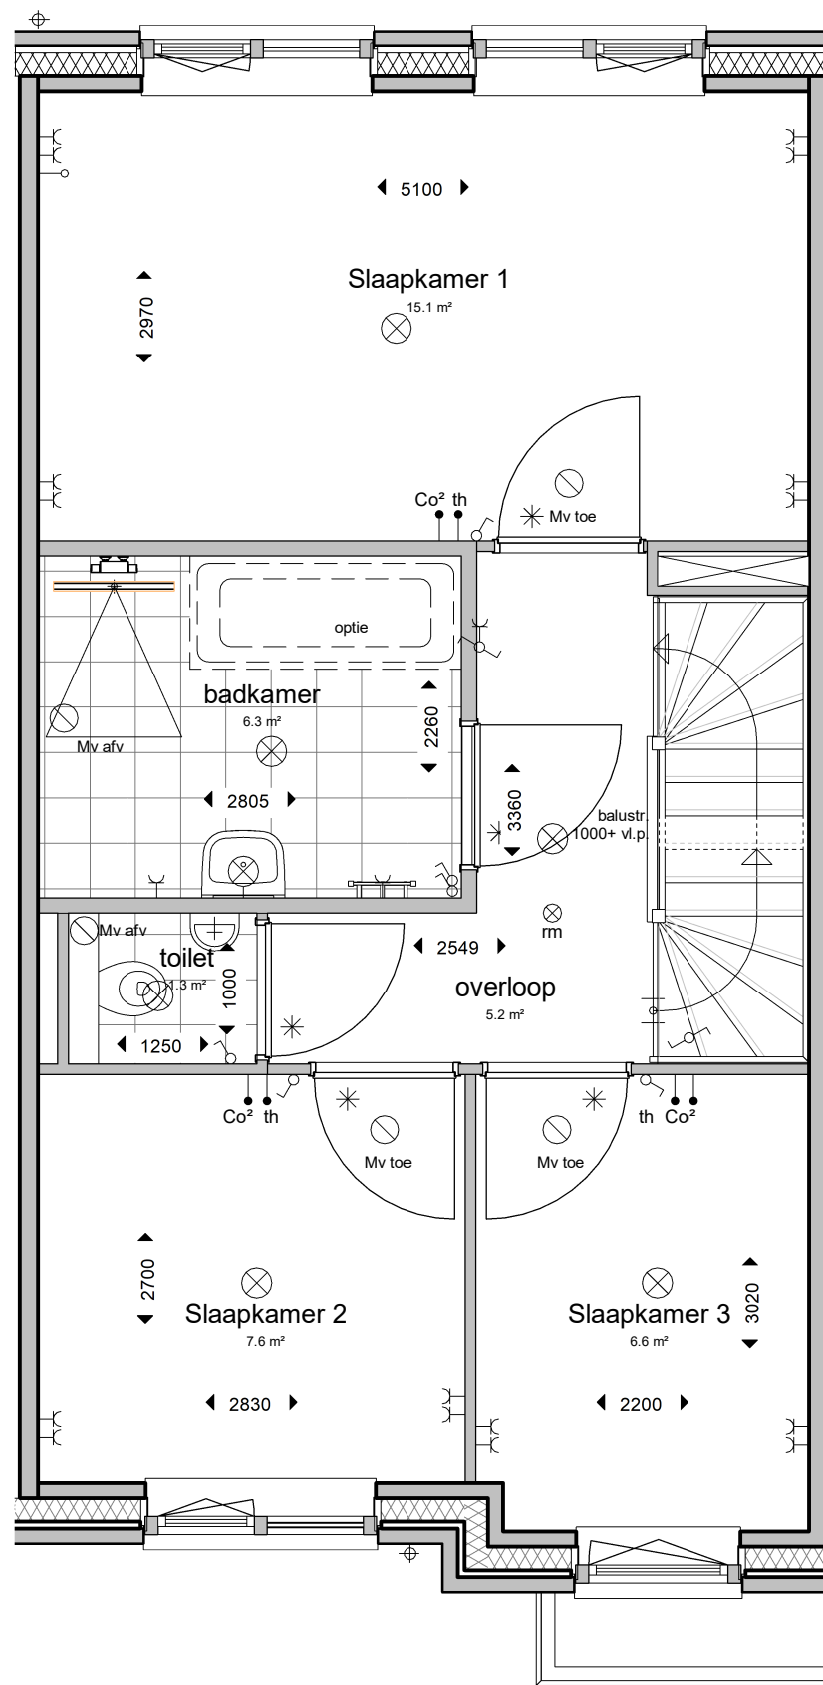 5100
Slaapkamer 1
15.1 m²
2970
Co² th
Mv toe
optie
badkamer
6.3 m²
2260
Mv afv
2805
3360
balustr.
1000+ vl.p.
rm
Mv afv
toilet
1.3 m²
1000
1250
2549
overloop
5.2 m²
Co² th
th Co²
Mv toe
Mv toe
2700
Slaapkamer 2
7.6 m²
2830
Slaapkamer 3
6.6 m²
3020
2200